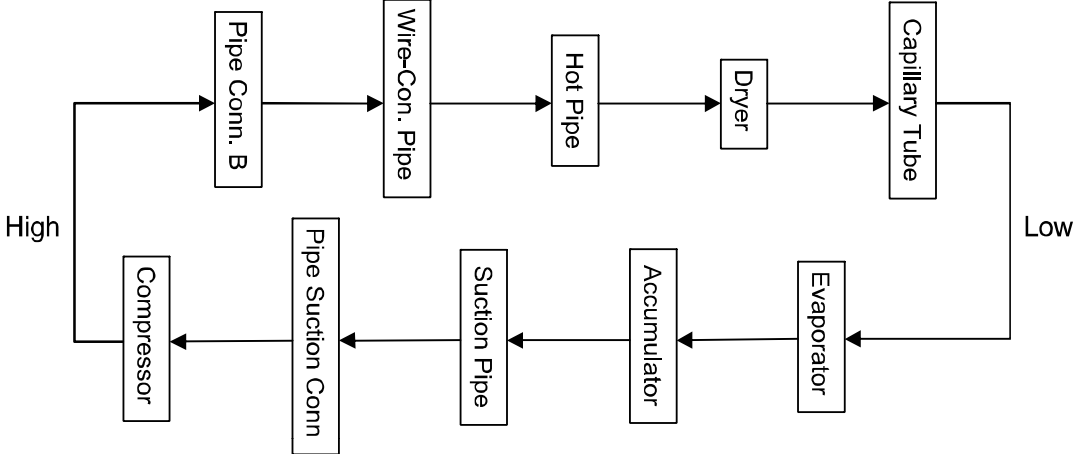 Pipe Conn. B
Wire-Con. Pipe
Hot Pipe
Dryer
Capillary Tube
High
Low
Compressor
Pipe Suction Conn
Suction Pipe
Accumulator
Evaporator